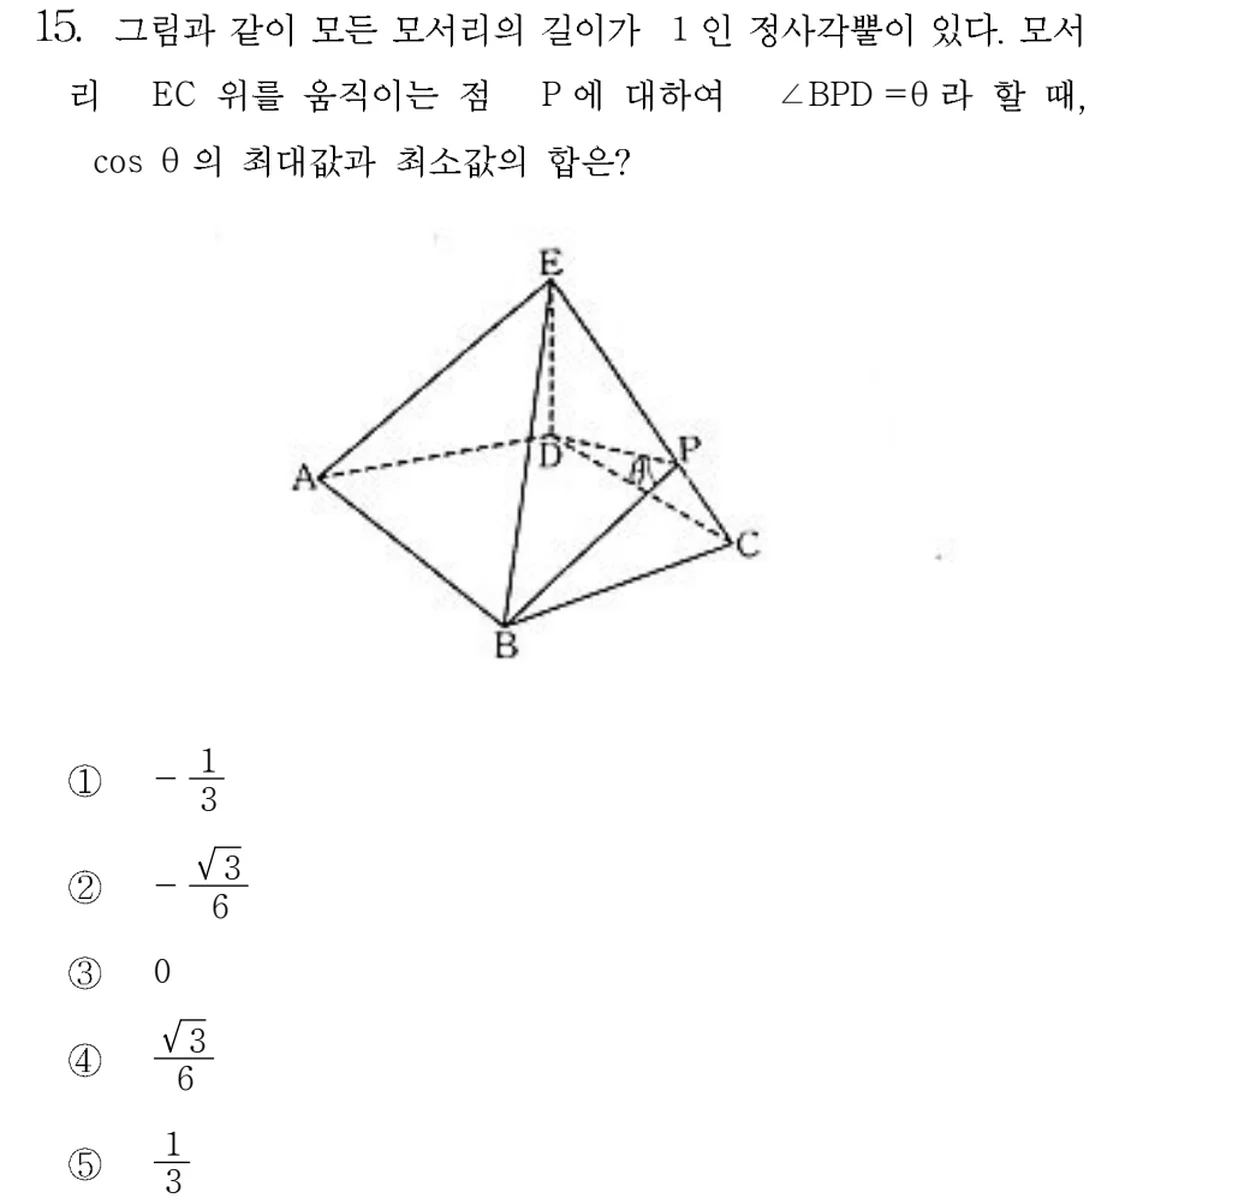 15. 그림과 같이 모든 모서리의 길이가 1 인 정사각뿔이 있다. 모서
리 EC 위를 움직이는 점 P 에 대하여 ∠BPD =θ 라 할 때,
cos θ 의 최대값과 최소값의 합은?
E
A
D
P
C
B
① -1/3
② -√3/6
③ 0
④ √3/6
⑤ 1/3